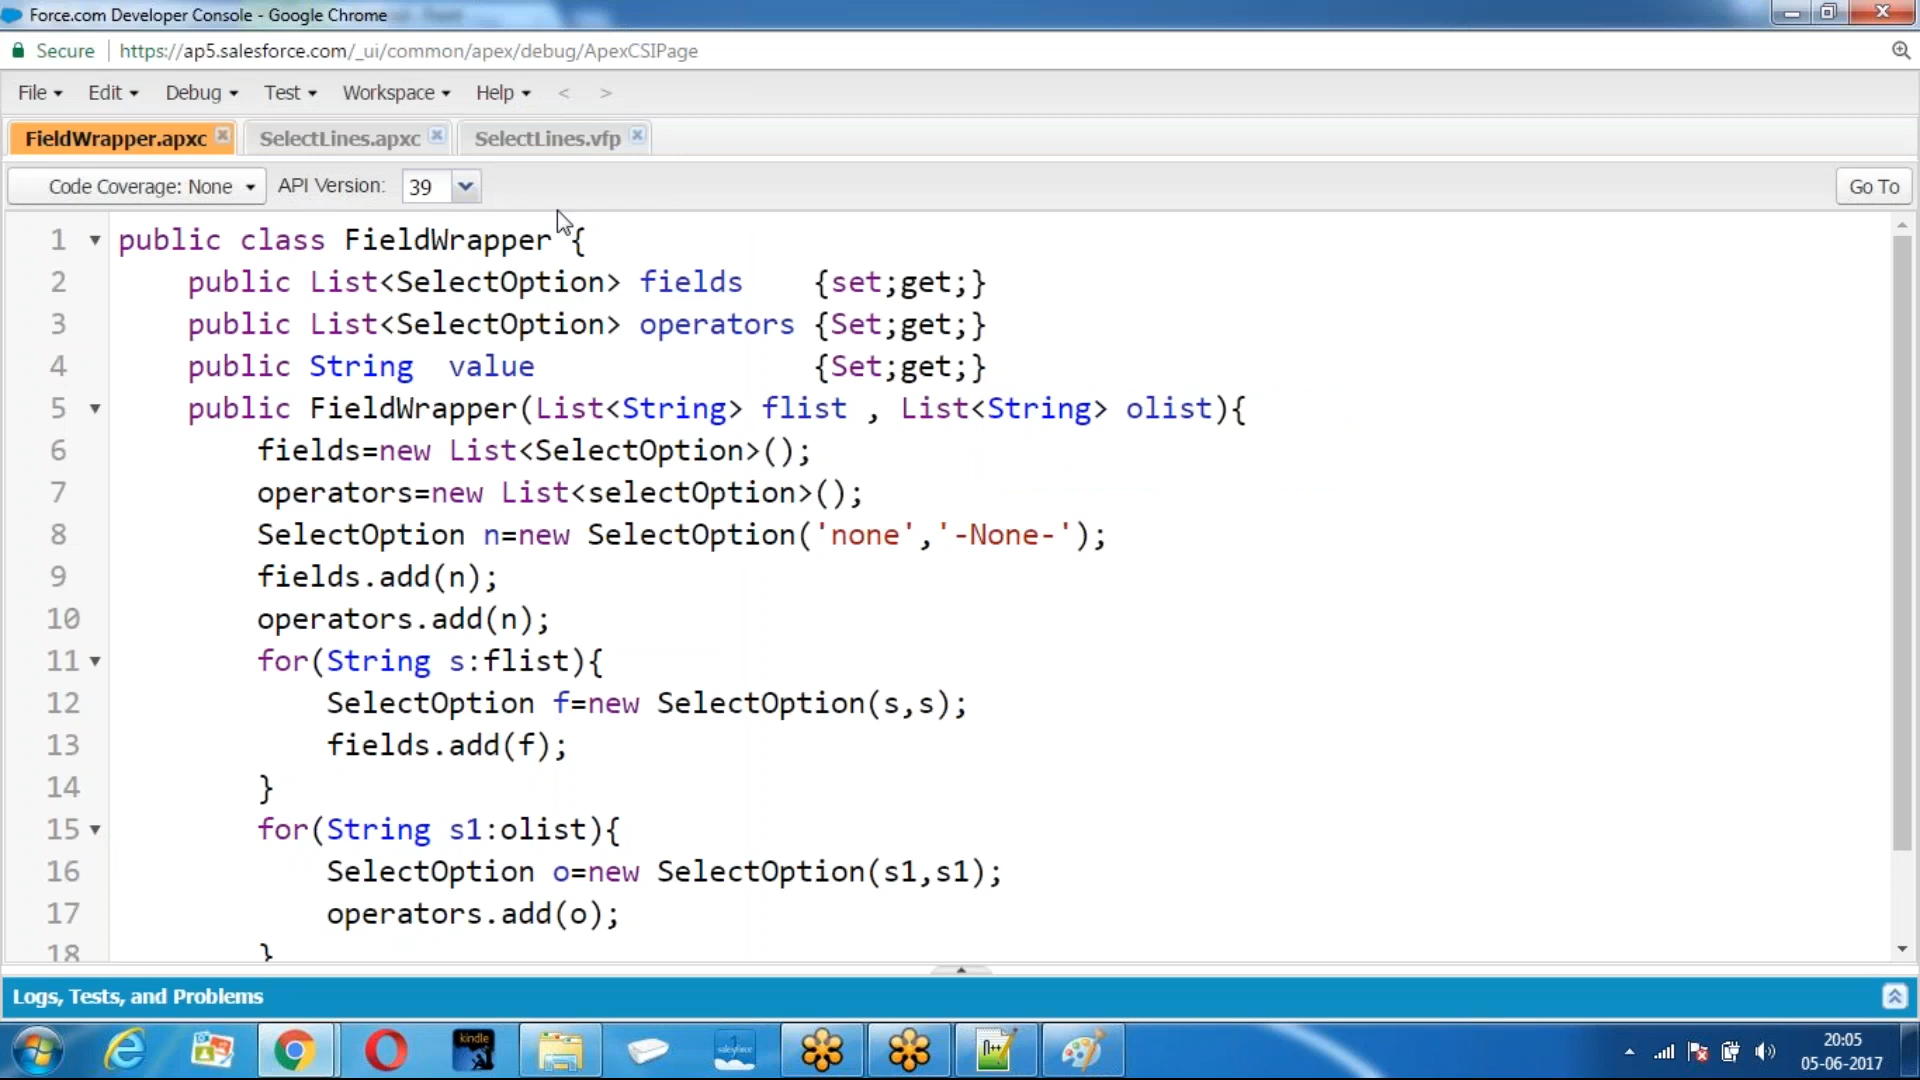 Force.com Developer Console - Google Chrome
Secure https://ap5.salesforce.com/_ui/common/apex/debug/ApexCSIPage
File Edit Debug Test Workspace Help < >
FieldWrapper.apxc SelectLines.apxc SelectLines.vfp
Code Coverage: None API Version: 39 Go To
1 public class FieldWrapper {
2 public List<SelectOption> fields {set;get;}
3 public List<SelectOption> operators {Set;get;}
4 public String value {Set;get;}
5 public FieldWrapper(List<String> flist , List<String> olist){
6 fields=new List<SelectOption>();
7 operators=new List<selectOption>();
8 SelectOption n=new SelectOption('none','-None-');
9 fields.add(n);
10 operators.add(n);
11 for(String s:flist){
12 SelectOption f=new SelectOption(s,s);
13 fields.add(f);
14 }
15 for(String s1:olist){
16 SelectOption o=new SelectOption(s1,s1);
17 operators.add(o);
18 }
Logs, Tests, and Problems
kindle
salesforce
n++
20:05
05-06-2017